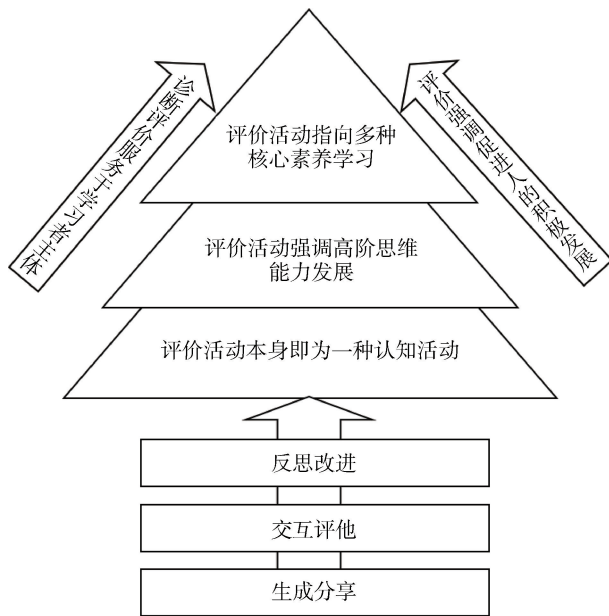 诊断评价服务于学习者主体
评价强调促进人的积极发展
评价活动指向多种
核心素养学习
评价活动强调高阶思维
能力发展
评价活动本身即为一种认知活动
反思改进
交互评他
生成分享